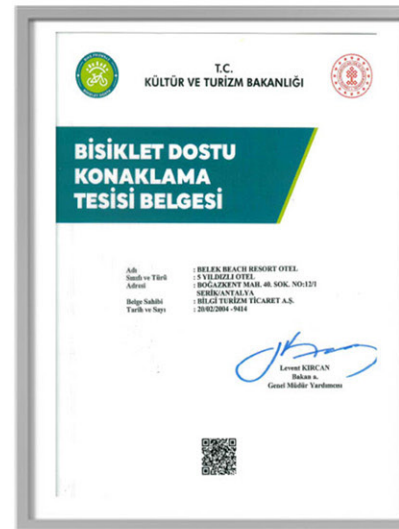 T.C.
KÜLTÜR VE TURİZM BAKANLIĞI
BİSİKLET DOSTU
KONAKLAMA
TESİSİ BELGESİ
Adı : BELEK BEACH RESORT OTEL
Sınıfı ve Türü : 5 YILDIZLI OTEL
Adresi : BOĞAZKENT MAH. 40. SOK. NO:12/1
SERİK/ANTALYA
Belge Sahibi : BİLGİ TURİZM TİCARET A.Ş.
Tarih ve Sayı : 20/02/2004 -9414
Levent KIRCAN
Bakan a.
Genel Müdür Yardımcısı